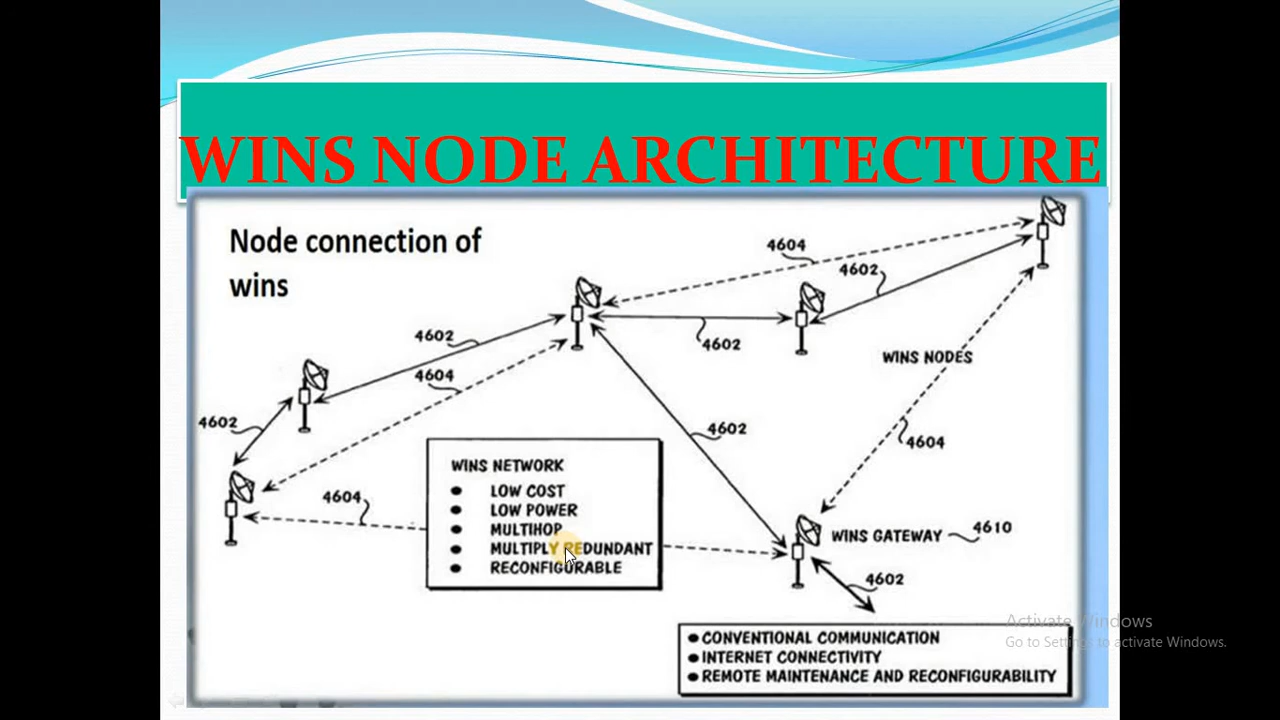 WINS NODE ARCHITECTURE
Node connection of
wins
4604
4602
4602
4602
4604
WINS NODES
4602
4602
4604
WINS NETWORK
● LOW COST
● LOW POWER
● MULTIHOP
● MULTIPLY REDUNDANT
● RECONFIGURABLE
4604
WINS GATEWAY 4610
4602
● CONVENTIONAL COMMUNICATION
● INTERNET CONNECTIVITY
● REMOTE MAINTENANCE AND RECONFIGURABILITY
Activate Windows
Go to Settings to activate Windows.